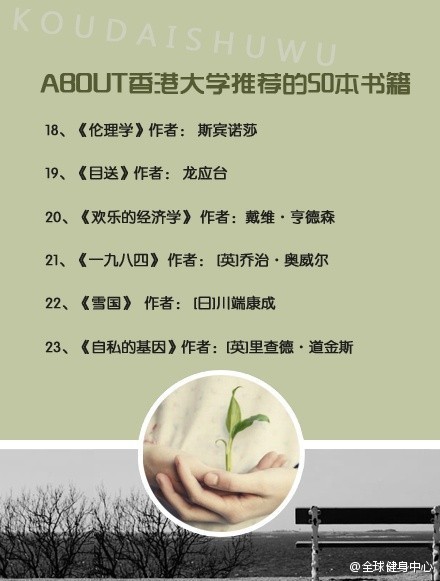 KOUDAISHUWU
ABOUT香港大学推荐的50本书籍
18、《伦理学》作者： 斯宾诺莎
19、《目送》作者： 龙应台
20、《欢乐的经济学》 作者：戴维·亨德森
21、《一九八四》 作者： [英]乔治·奥威尔
22、《雪国》 作者： [日]川端康成
23、《自私的基因》作者：[英]里查德·道金斯
@全球健身中心